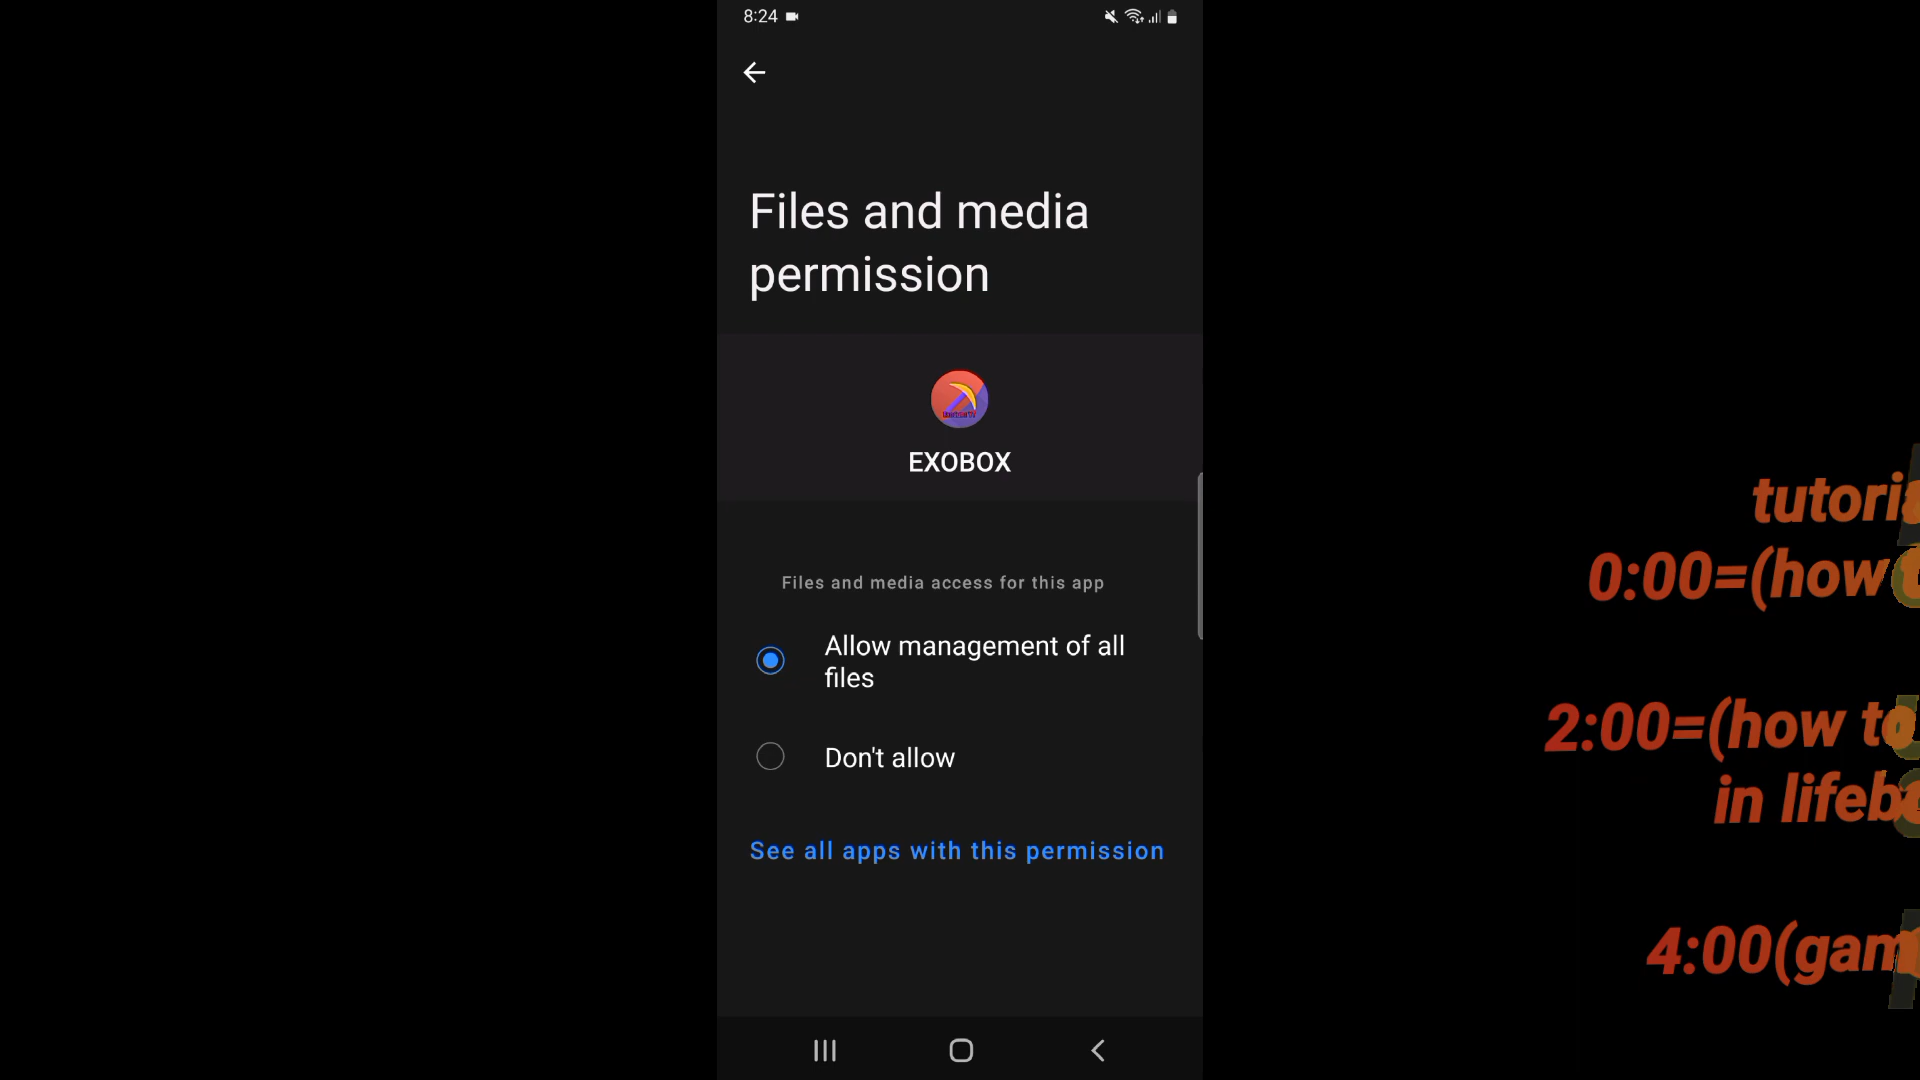 8:24
Files and media
permission
EXOBOX
Files and media access for this app
Allow management of all
files
Don't allow
See all apps with this permission
tutoria
0:00=(how t
2:00=(how to
in lifeb
4:00(gam